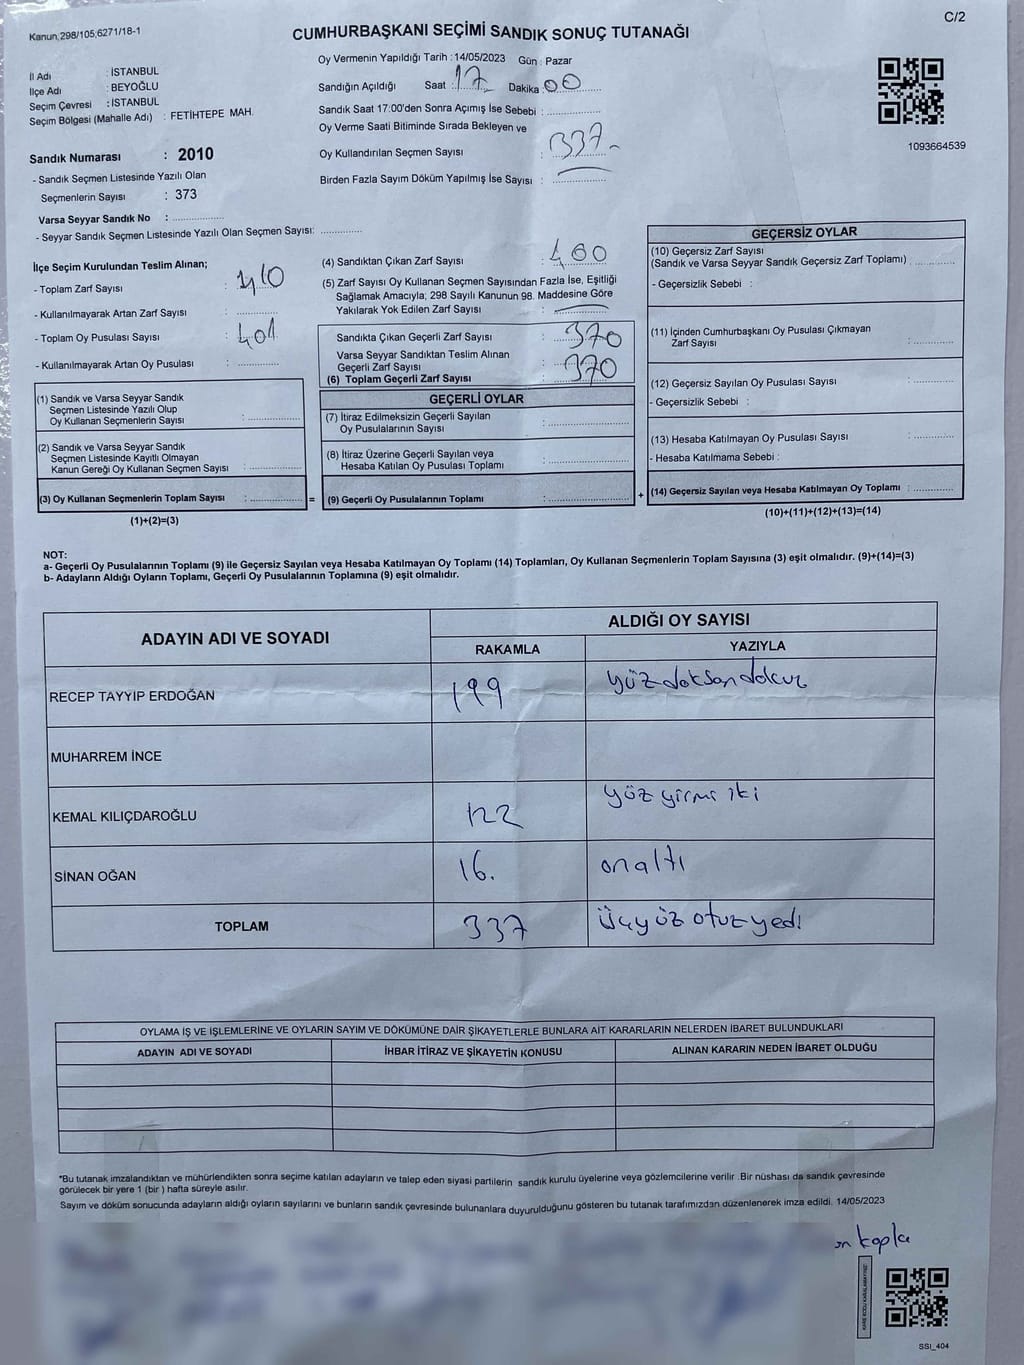 C/2
Kanun;298/105;6271/18-1
CUMHURBAŞKANI SEÇİMİ SANDIK SONUÇ TUTANAĞI
İl Adı : İSTANBUL
İlçe Adı : BEYOĞLU
Seçim Çevresi : İSTANBUL
Seçim Bölgesi (Mahalle Adı) : FETİHTEPE MAH.
Sandık Numarası : 2010
- Sandık Seçmen Listesinde Yazılı Olan
Seçmenlerin Sayısı : 373
Varsa Seyyar Sandık No : ..................
- Seyyar Sandık Seçmen Listesinde Yazılı Olan Seçmen Sayısı: .............
Oy Vermenin Yapıldığı Tarih : 14/05/2023 Gün : Pazar
Sandığın Açıldığı Saat : 17 Dakika : 00
Sandık Saat 17:00'den Sonra Açımış İse Sebebi : ..................
Oy Verme Saati Bitiminde Sırada Bekleyen ve
Oy Kullandırılan Seçmen Sayısı : 337
Birden Fazla Sayım Döküm Yapılmış İse Sayısı : ..................
1093664539
İlçe Seçim Kurulundan Teslim Alınan;
- Toplam Zarf Sayısı : 410
- Kullanılmayarak Artan Zarf Sayısı : .............
- Toplam Oy Pusulası Sayısı : 401
- Kullanılmayarak Artan Oy Pusulası : .............
(4) Sandıktan Çıkan Zarf Sayısı : 400
(5) Zarf Sayısı Oy Kullanan Seçmen Sayısından Fazla İse, Eşitliği
Sağlamak Amacıyla; 298 Sayılı Kanunun 98. Maddesine Göre
Yakılarak Yok Edilen Zarf Sayısı : ..................
Sandıkta Çıkan Geçerli Zarf Sayısı : 370
Varsa Seyyar Sandıktan Teslim Alınan
Geçerli Zarf Sayısı : 370
(6) Toplam Geçerli Zarf Sayısı :
(1) Sandık ve Varsa Seyyar Sandık
Seçmen Listesinde Yazılı Olup
Oy Kullanan Seçmenlerin Sayısı : ..................
(2) Sandık ve Varsa Seyyar Sandık
Seçmen Listesinde Kayıtlı Olmayan
Kanun Gereği Oy Kullanan Seçmen Sayısı : ..................
(3) Oy Kullanan Seçmenlerin Toplam Sayısı : ..................
(1)+(2)=(3)
=
GEÇERLİ OYLAR
(7) İtiraz Edilmeksizin Geçerli Sayılan
Oy Pusulalarının Sayısı : ..................
(8) İtiraz Üzerine Geçerli Sayılan veya
Hesaba Katılan Oy Pusulası Toplamı : ..................
(9) Geçerli Oy Pusulalarının Toplamı : ..................
+
GEÇERSİZ OYLAR
(10) Geçersiz Zarf Sayısı
(Sandık ve Varsa Seyyar Sandık Geçersiz Zarf Toplamı) .............
- Geçersizlik Sebebi :
(11) İçinden Cumhurbaşkanı Oy Pusulası Çıkmayan
Zarf Sayısı : .............
(12) Geçersiz Sayılan Oy Pusulası Sayısı : .............
- Geçersizlik Sebebi :
(13) Hesaba Katılmayan Oy Pusulası Sayısı : .............
- Hesaba Katılmama Sebebi :
(14) Geçersiz Sayılan veya Hesaba Katılmayan Oy Toplamı : .............
(10)+(11)+(12)+(13)=(14)
NOT:
a- Geçerli Oy Pusulalarının Toplamı (9) ile Geçersiz Sayılan veya Hesaba Katılmayan Oy Toplamı (14) Toplamları, Oy Kullanan Seçmenlerin Toplam Sayısına (3) eşit olmalıdır. (9)+(14)=(3)
b- Adayların Aldığı Oyların Toplamı, Geçerli Oy Pusulalarının Toplamına (9) eşit olmalıdır.
ADAYIN ADI VE SOYADI
ALDIĞI OY SAYISI
RAKAMLA YAZIYLA
RECEP TAYYİP ERDOĞAN 199 yüz doksan dokuz
MUHARREM İNCE
KEMAL KILIÇDAROĞLU 122 yüz yirmi iki
SİNAN OĞAN 16. on altı
TOPLAM 337 Üçyüz otuz yedi
OYLAMA İŞ VE İŞLEMLERİNE VE OYLARIN SAYIM VE DÖKÜMÜNE DAİR ŞİKAYETLERLE BUNLARA AİT KARARLARIN NELERDEN İBARET BULUNDUKLARI
ADAYIN ADI VE SOYADI İHBAR İTİRAZ VE ŞİKAYETİN KONUSU ALINAN KARARIN NEDEN İBARET OLDUĞU
*Bu tutanak imzalandıktan ve mühürlendikten sonra seçime katılan adayların ve talep eden siyasi partilerin sandık kurulu üyelerine veya gözlemcilerine verilir .Bir nüshası da sandık çevresinde
görülecek bir yere 1 (bir ) hafta süreyle asılır.
Sayım ve döküm sonucunda adayların aldığı oyların sayılarını ve bunların sandık çevresinde bulunanlara duyurulduğunu gösteren bu tutanak tarafımızdan düzenlenerek imza edildi. 14/05/2023
KARE KODU KARALAMAYINIZ!
SSI_404